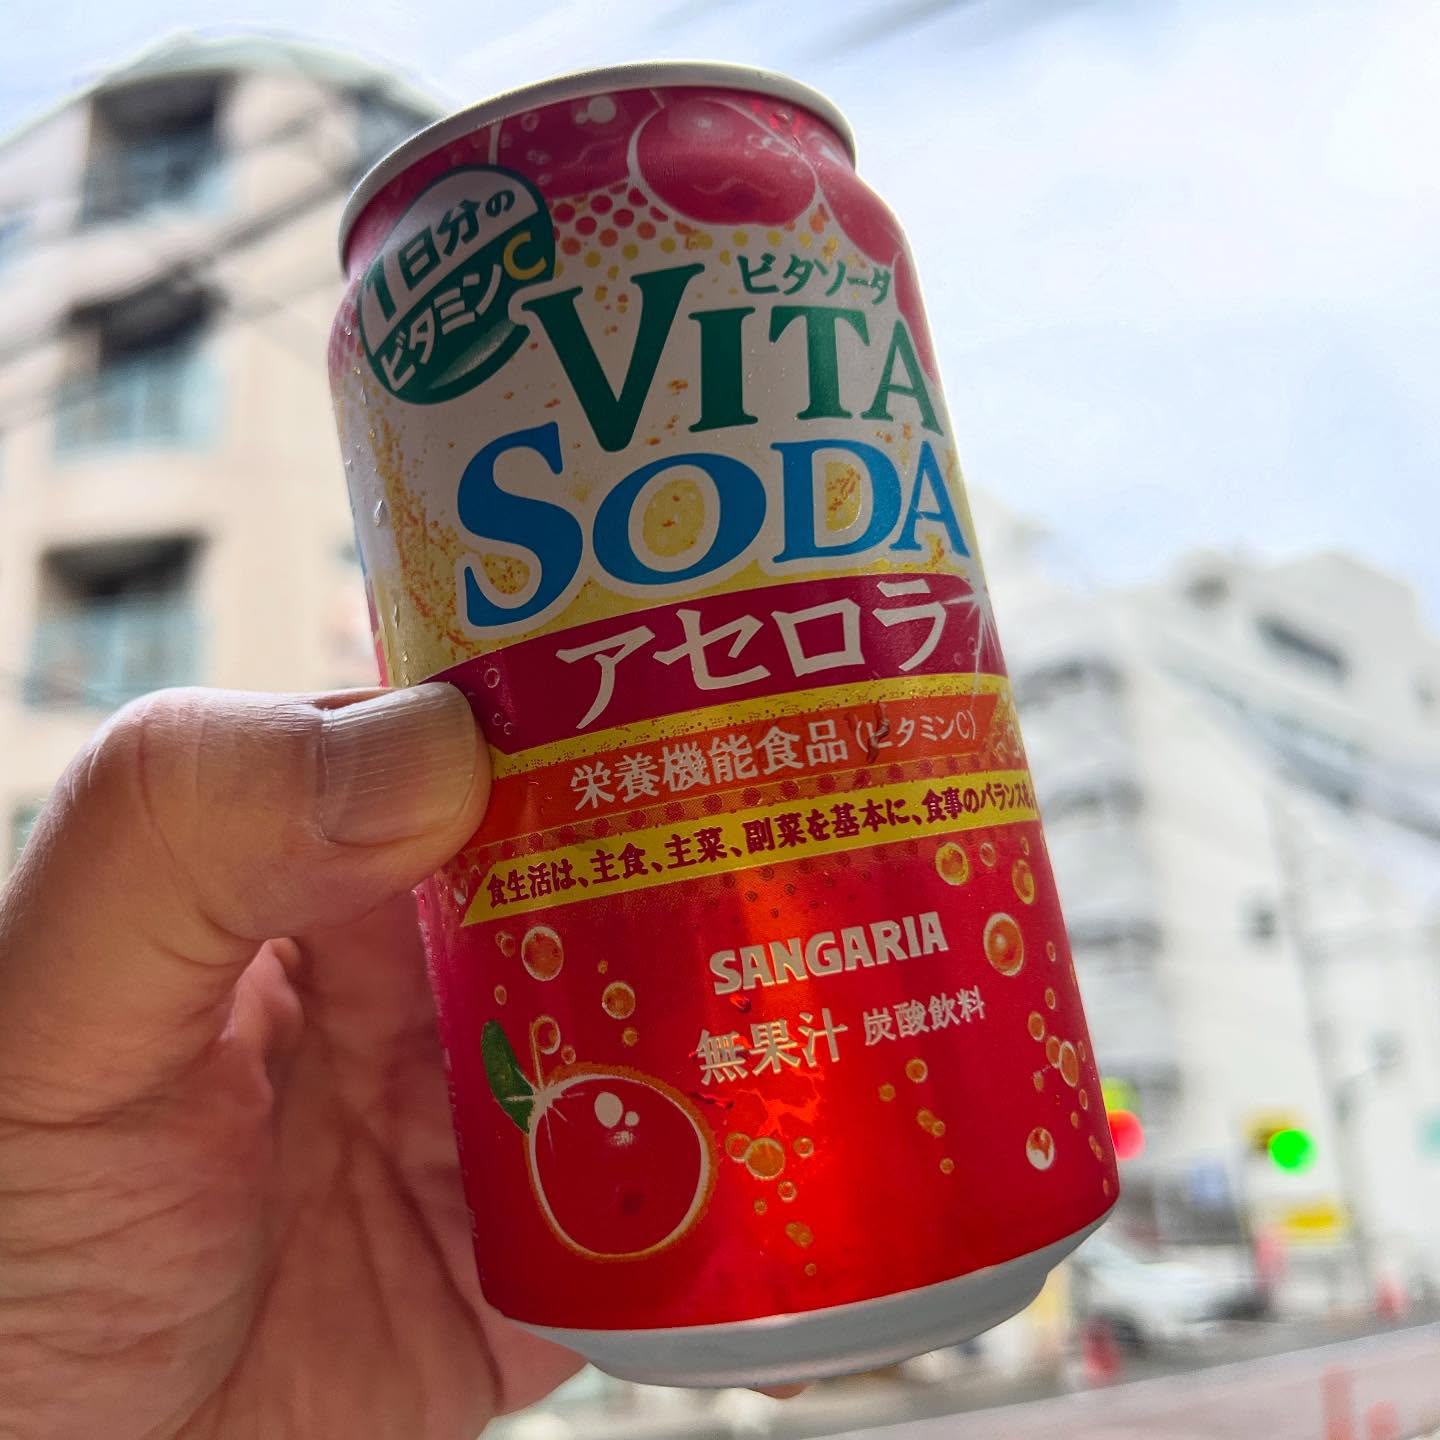 1日分の
ビタミンC
ビタソーダ
VITA
SODA
アセロラ
栄養機能食品(ビタミンC)
食生活は、主食、主菜、副菜を基本に、食事のバランスを。
SANGARIA
無果汁 炭酸飲料